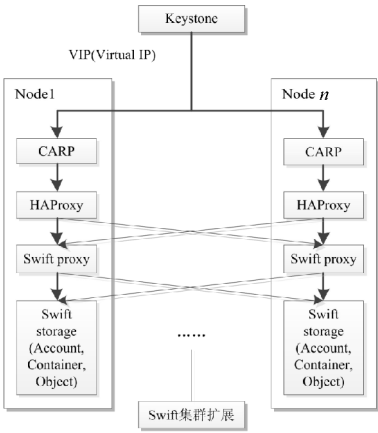 Keystone
VIP(Virtual IP)
Node1
Node n
CARP
CARP
HAProxy
HAProxy
Swift proxy
Swift proxy
Swift
storage
(Account,
Container,
Object)
......
Swift
storage
(Account,
Container,
Object)
Swift集群扩展